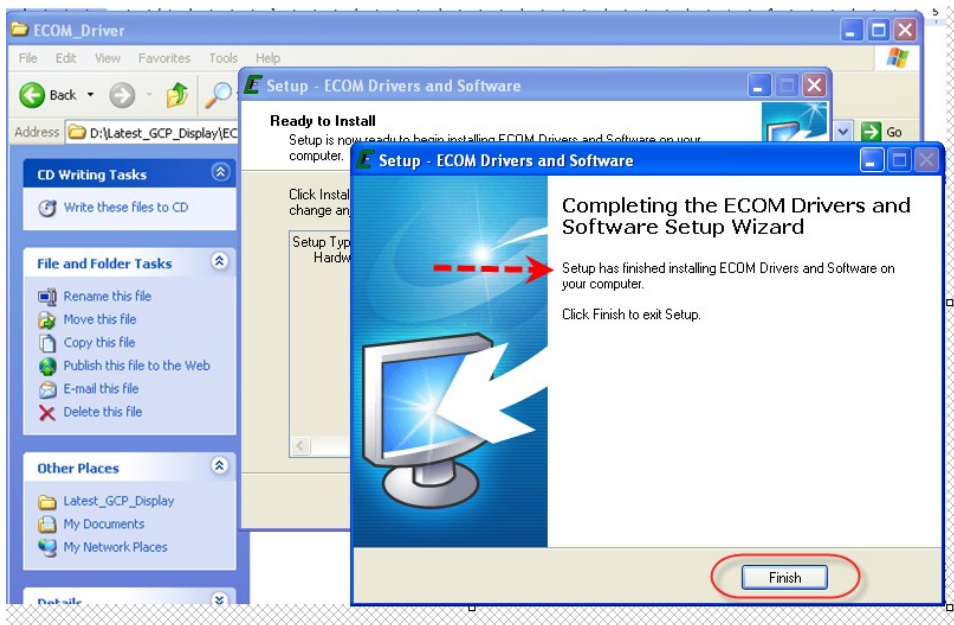 5
ECOM_Driver
File Edit View Favorites Tools Help
Back
Address D:\Latest_GCP_Display\EC
Go
CD Writing Tasks
Write these files to CD
File and Folder Tasks
Rename this file
Move this file
Copy this file
Publish this file to the Web
E-mail this file
Delete this file
Other Places
Latest_GCP_Display
My Documents
My Network Places
Details
Setup - ECOM Drivers and Software
Ready to Install
Setup is now ready to begin installing ECOM Drivers and Software on your
computer.
Click Instal
change an
Setup Typ
Hardw
Setup - ECOM Drivers and Software
Completing the ECOM Drivers and
Software Setup Wizard
Setup has finished installing ECOM Drivers and Software on
your computer.
Click Finish to exit Setup.
Finish